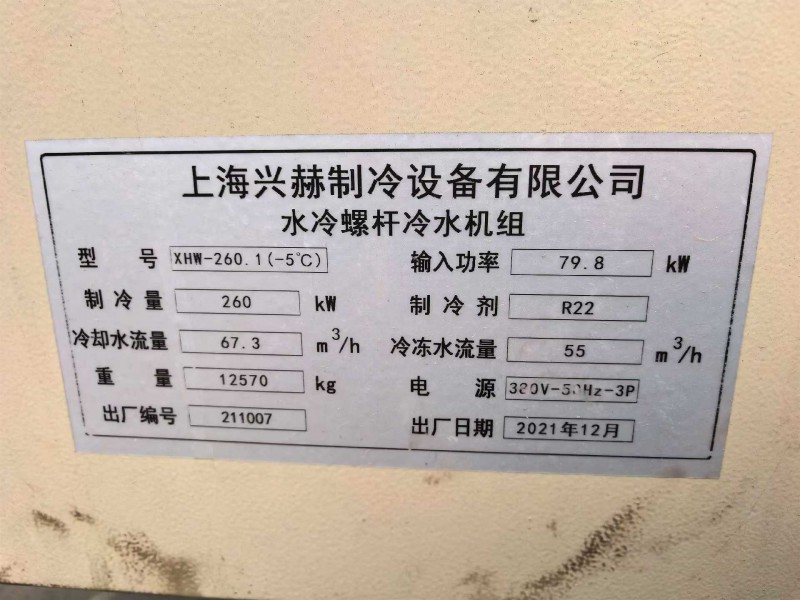 上海兴赫制冷设备有限公司
水冷螺杆冷水机组
型号 XHW-260.1(-5℃) 输入功率 79.8 kW
制冷量 260 kW 制冷剂 R22
冷却水流量 67.3 m³/h 冷冻水流量 55 m³/h
重量 12570 kg 电源 380V-50Hz-3P
出厂编号 211007 出厂日期 2021年12月